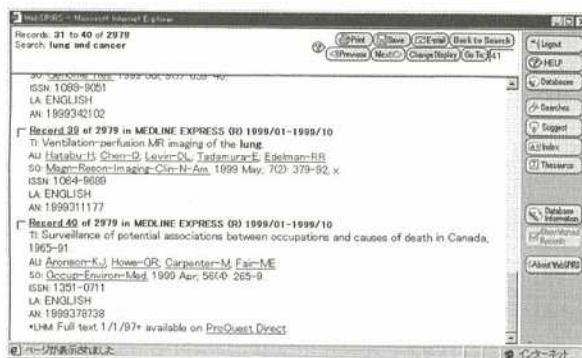 WebSPIRS - Microsoft Internet Explorer
Records: 31 to 40 of 2979
Search: lung and cancer
Print Save E-mail Back to Search
Previous Next Change Display Go To: 41
Logout
HELP
Databases
Searches
Suggest
Index
Thesaurus
Database Information
Show Marked Records
About WebSPIRS
ISSN: 1088-9051
LA: ENGLISH
AN: 1999342102
Record 39 of 2979 in MEDLINE EXPRESS (R) 1999/01-1999/10
TI: Ventilation-perfusion MR imaging of the lung.
AU: Hatabu-H; Chen-Q; Levin-DL; Tadamura-E; Edelman-RR
SO: Magn-Reson-Imaging-Clin-N-Am. 1999 May; 7(2): 379-92, x
ISSN: 1064-9689
LA: ENGLISH
AN: 1999311177
Record 40 of 2979 in MEDLINE EXPRESS (R) 1999/01-1999/10
TI: Surveillance of potential associations between occupations and causes of death in Canada,
1965-91.
AU: Aronson-KJ; Howe-GR; Carpenter-M; Fair-ME
SO: Occup-Environ-Med. 1999 Apr; 56(4): 265-9
ISSN: 1351-0711
LA: ENGLISH
AN: 1999378738
*LHM: Full text 1/1/97+ available on ProQuest Direct.
ページが表示されました
インターネット